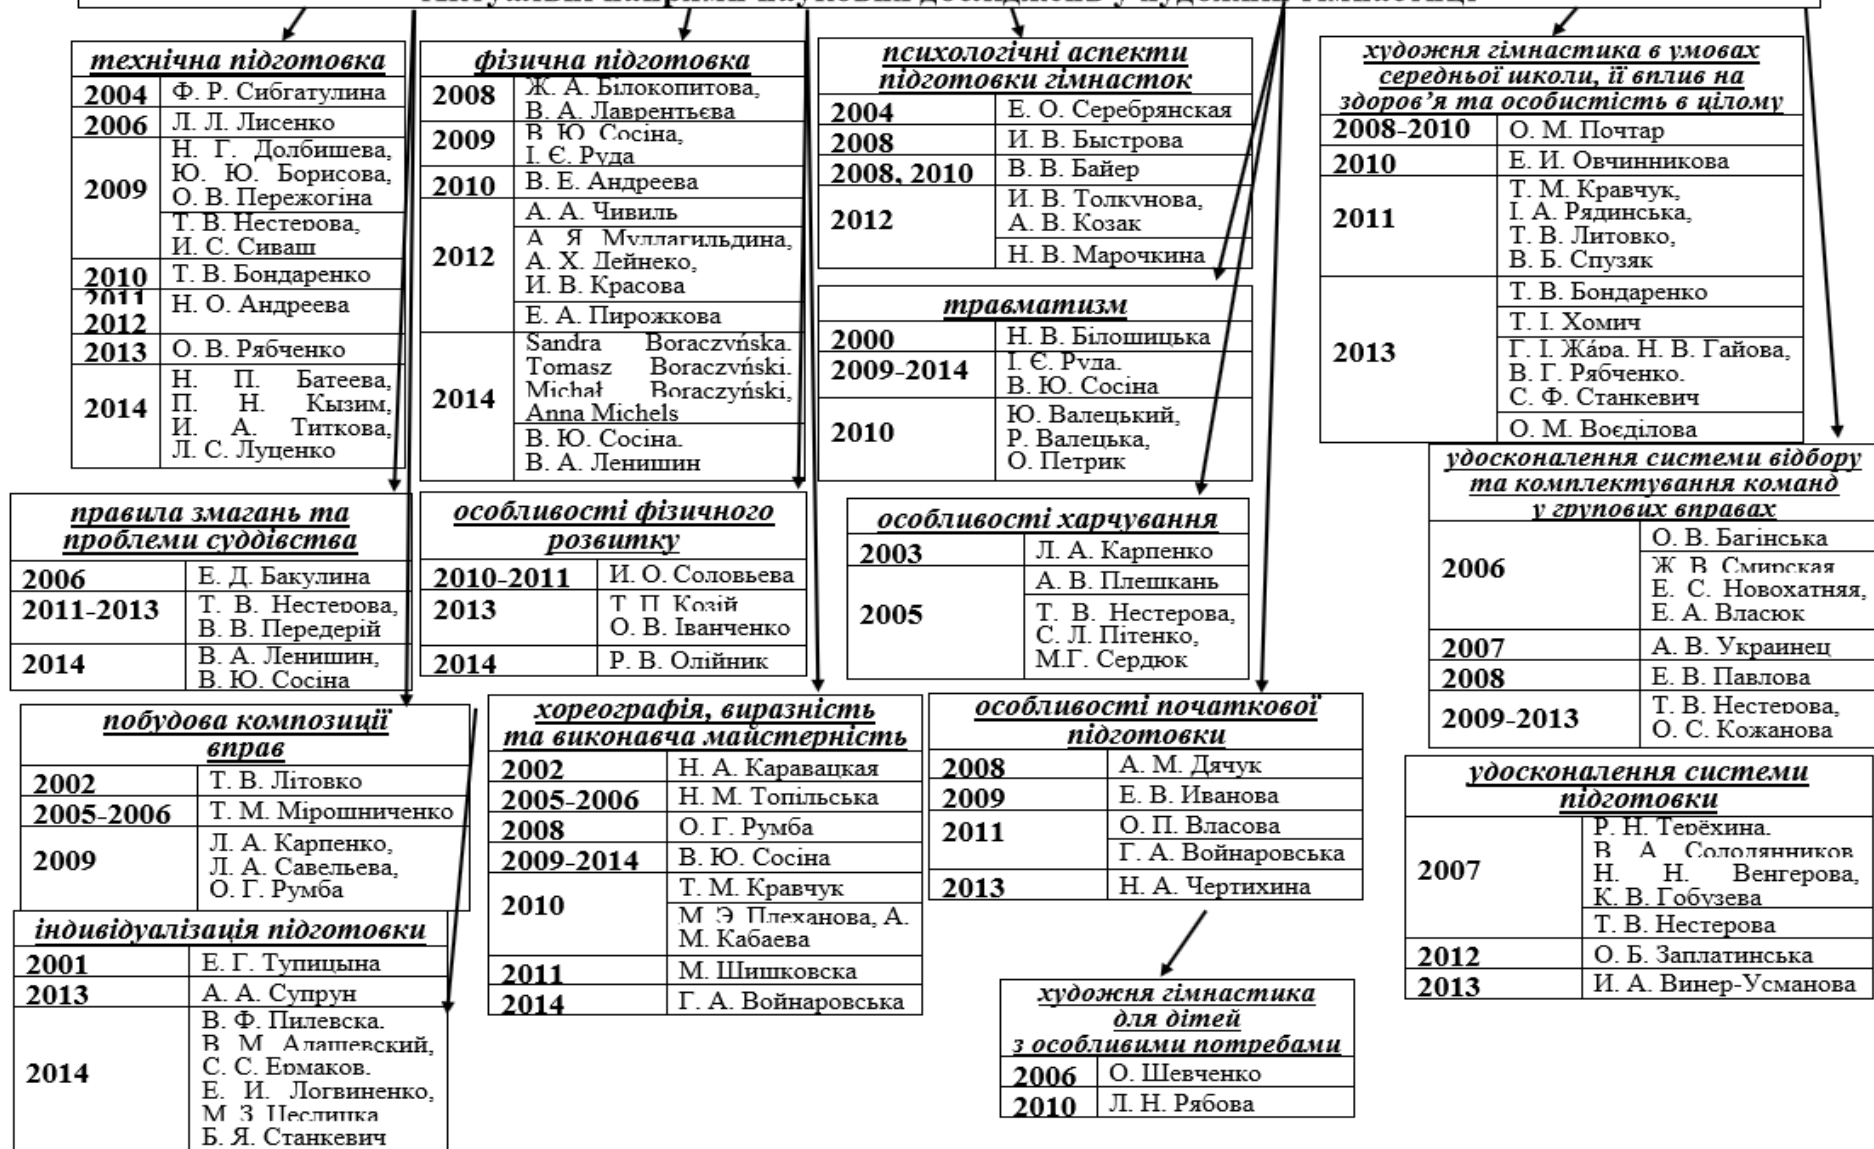 технічна підготовка
2004 Ф. Р. Сибгатулина
2006 Л. Л. Лисенко
2009 Н. Г. Долбишева,
Ю. Ю. Борисова,
О. В. Пережогіна
Т. В. Нестерова,
И. С. Сиваш
2010 Т. В. Бондаренко
2011 Н. О. Андреева
2012
2013 О. В. Рябченко
2014 Н. П. Батеева,
П. Н. Кызим,
И. А. Титкова,
Л. С. Луценко
фізична підготовка
2008 Ж. А. Білокопитова,
В. А. Лаврентьєва
2009 В. Ю. Сосіна,
І. Є. Руда
2010 В. Е. Андреева
2012 А. А. Чивиль
А. Я. Муллагильдина,
А. Х. Дейнеко,
И. В. Красова
Е. А. Пирожкова
2014 Sandra Boraczyńska.
Tomasz Boraczyński.
Michał Boraczyński,
Anna Michels
В. Ю. Сосіна.
В. А. Ленишин
психологічні аспекти
підготовки гімнасток
2004 Е. О. Серебрянская
2008 И. В. Быстрова
2008, 2010 В. В. Байер
2012 И. В. Толкунова,
А. В. Козак
Н. В. Марочкина
художня гімнастика в умовах
середньої школи, її вплив на
здоров’я та особистість в цілому
2008-2010 О. М. Почтар
2010 Е. И. Овчинникова
2011 Т. М. Кравчук,
І. А. Рядинська,
Т. В. Литовко,
В. Б. Спузяк
2013 Т. В. Бондаренко
Т. І. Хомич
Г. І. Жа́ра. Н. В. Гайова,
В. Г. Рябченко.
С. Ф. Станкевич
О. М. Воєділова
травматизм
2000 Н. В. Білошицька
2009-2014 І. Є. Руда.
В. Ю. Сосіна
2010 Ю. Валецький,
Р. Валецька,
О. Петрик
правила змагань та
проблеми суддівства
2006 Е. Д. Бакулина
2011-2013 Т. В. Нестерова,
В. В. Передерій
2014 В. А. Ленишин,
В. Ю. Сосіна
особливості фізичного
розвитку
2010-2011 И. О. Соловьева
2013 Т. П. Козій
О. В. Іванченко
2014 Р. В. Олійник
особливості харчування
2003 Л. А. Карпенко
2005 А. В. Плешкань
Т. В. Нестерова,
С. Л. Пітенко,
М.Г. Сердюк
удосконалення системи відбору
та комплектування команд
у групових вправах
2006 О. В. Багінська
Ж. В. Смирская
Е. С. Новохатняя,
Е. А. Власюк
2007 А. В. Украинец
2008 Е. В. Павлова
2009-2013 Т. В. Нестерова,
О. С. Кожанова
побудова композиції
вправ
2002 Т. В. Літовко
2005-2006 Т. М. Мірошниченко
2009 Л. А. Карпенко,
Л. А. Савельева,
О. Г. Румба
хореографія, виразність
та виконавча майстерність
2002 Н. А. Каравацкая
2005-2006 Н. М. Топільська
2008 О. Г. Румба
2009-2014 В. Ю. Сосіна
2010 Т. М. Кравчук
М. Э. Плеханова, А.
М. Кабаева
2011 М. Шишковска
2014 Г. А. Войнаровська
особливості початкової
підготовки
2008 А. М. Дячук
2009 Е. В. Иванова
2011 О. П. Власова
Г. А. Войнаровська
2013 Н. А. Чертихина
удосконалення системи
підготовки
2007 Р. Н. Терёхина.
В. А. Солодянников
Н. Н. Венгерова,
К. В. Гобузева
Т. В. Нестерова
2012 О. Б. Заплатинська
2013 И. А. Винер-Усманова
індивідуалізація підготовки
2001 Е. Г. Тупицына
2013 А. А. Супрун
2014 В. Ф. Пилевска.
В. М. Адашевский,
С. С. Ермаков.
Е. И. Логвиненко,
М. З. Цеслицка
Б. Я. Станкевич
художня гімнастика
для дітей
з особливими потребами
2006 О. Шевченко
2010 Л. Н. Рябова